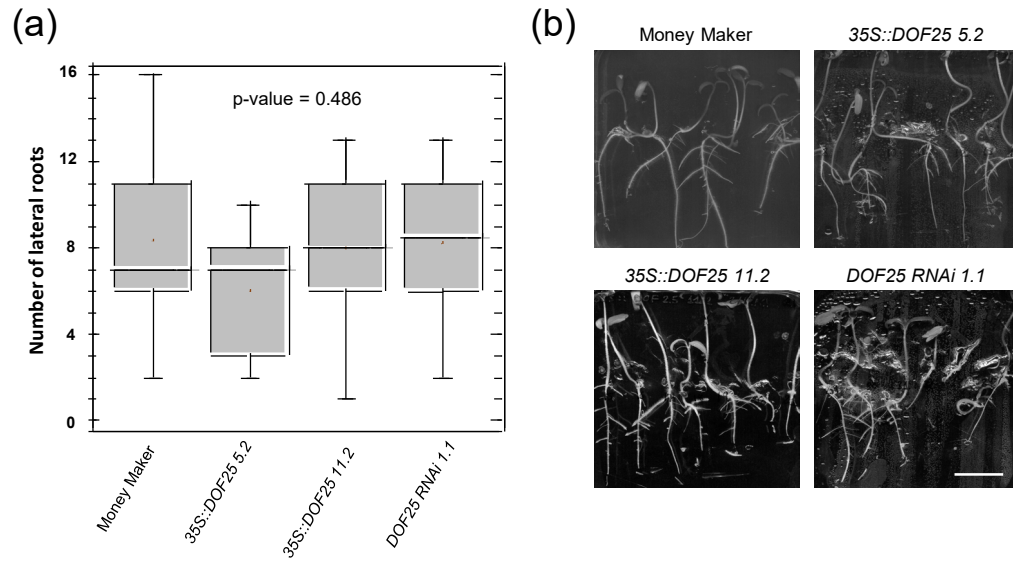 (a)
(b)
Money Maker
35S::DOF25 5.2
16
p-value = 0.486
12
8
4
0
Number of lateral roots
35S::DOF25 11.2
DOF25 RNAi 1.1
Money Maker
35S::DOF25 5.2
35S::DOF25 11.2
DOF25 RNAi 1.1